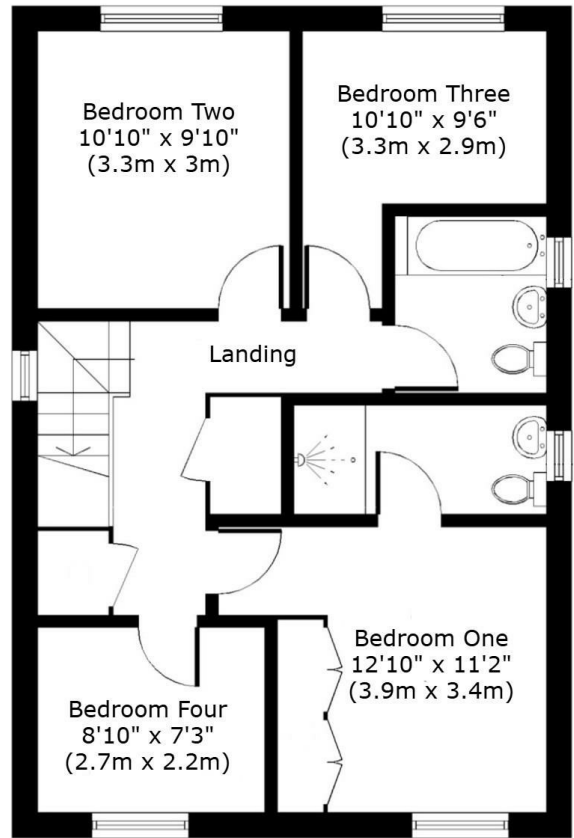 Bedroom Two
10'10" x 9'10"
(3.3m x 3m)
Bedroom Three
10'10" x 9'6"
(3.3m x 2.9m)
Landing
Bedroom One
12'10" x 11'2"
(3.9m x 3.4m)
Bedroom Four
8'10" x 7'3"
(2.7m x 2.2m)